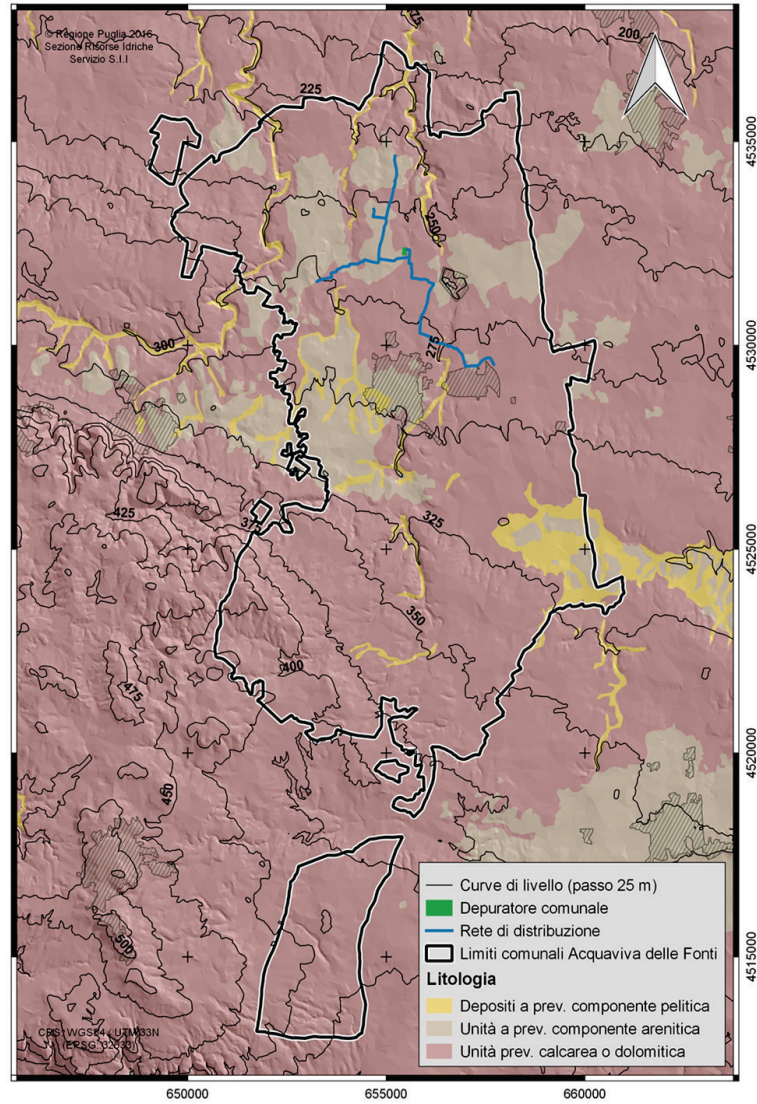 © Regione Puglia 2016
Sezione Risorse Idriche
Servizio S.I.I
200
225
250
4535000
300
275
4530000
425
375
325
4525000
350
400
475
450
4520000
500
4515000
Curve di livello (passo 25 m)
Depuratore comunale
Rete di distribuzione
Limiti comunali Acquaviva delle Fonti
Litologia
Depositi a prev. componente pelitica
Unità a prev. componente arenitica
Unità prev. calcarea o dolomitica
CRS: WGS84 / UTM 33N
(EPSG:32633)
650000
655000
660000